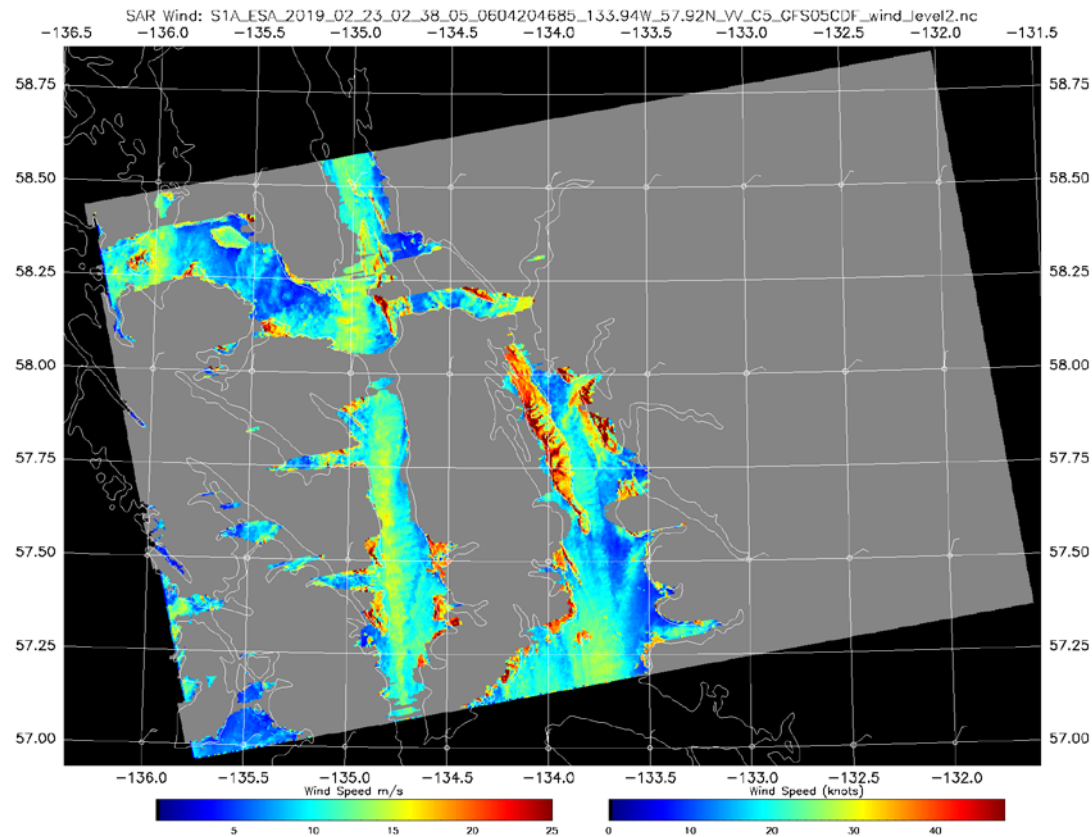 SAR Wind: S1A_ESA_2019_02_23_02_38_05_0604204685_133.94W_57.92N_VV_C5_GFS05CDF_wind_level2.nc
-136.5 -136.0 -135.5 -135.0 -134.5 -134.0 -133.5 -133.0 -132.5 -132.0 -131.5
58.75 58.75
58.50 58.50
58.25 58.25
58.00 58.00
57.75 57.75
57.50 57.50
57.25 57.25
57.00 57.00
-136.0 -135.5 -135.0 -134.5 -134.0 -133.5 -133.0 -132.5 -132.0
Wind Speed m/s Wind Speed (knots)
5 10 15 20 25 0 10 20 30 40